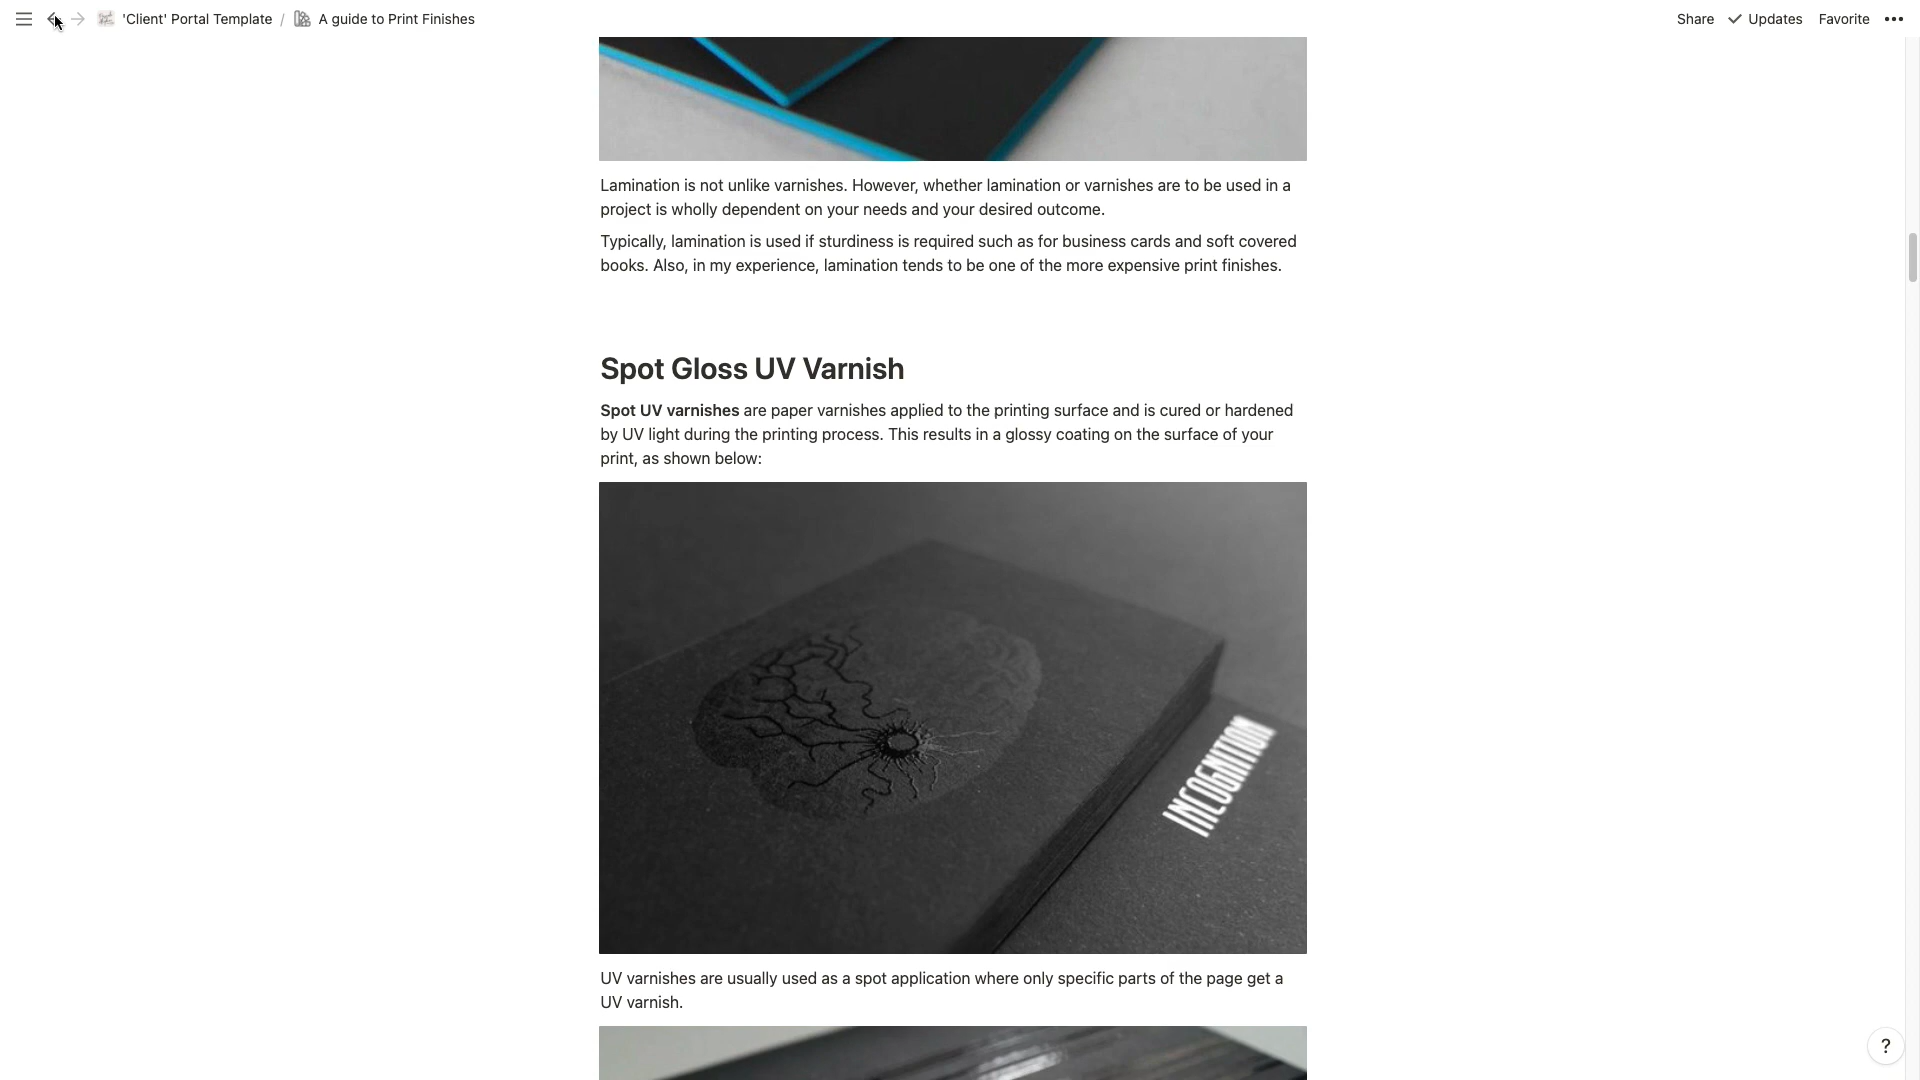 'Client' Portal Template / A guide to Print Finishes
Share Updates Favorite
Lamination is not unlike varnishes. However, whether lamination or varnishes are to be used in a
project is wholly dependent on your needs and your desired outcome.
Typically, lamination is used if sturdiness is required such as for business cards and soft covered
books. Also, in my experience, lamination tends to be one of the more expensive print finishes.
Spot Gloss UV Varnish
Spot UV varnishes are paper varnishes applied to the printing surface and is cured or hardened
by UV light during the printing process. This results in a glossy coating on the surface of your
print, as shown below:
INCOGNITION
UV varnishes are usually used as a spot application where only specific parts of the page get a
UV varnish.
?